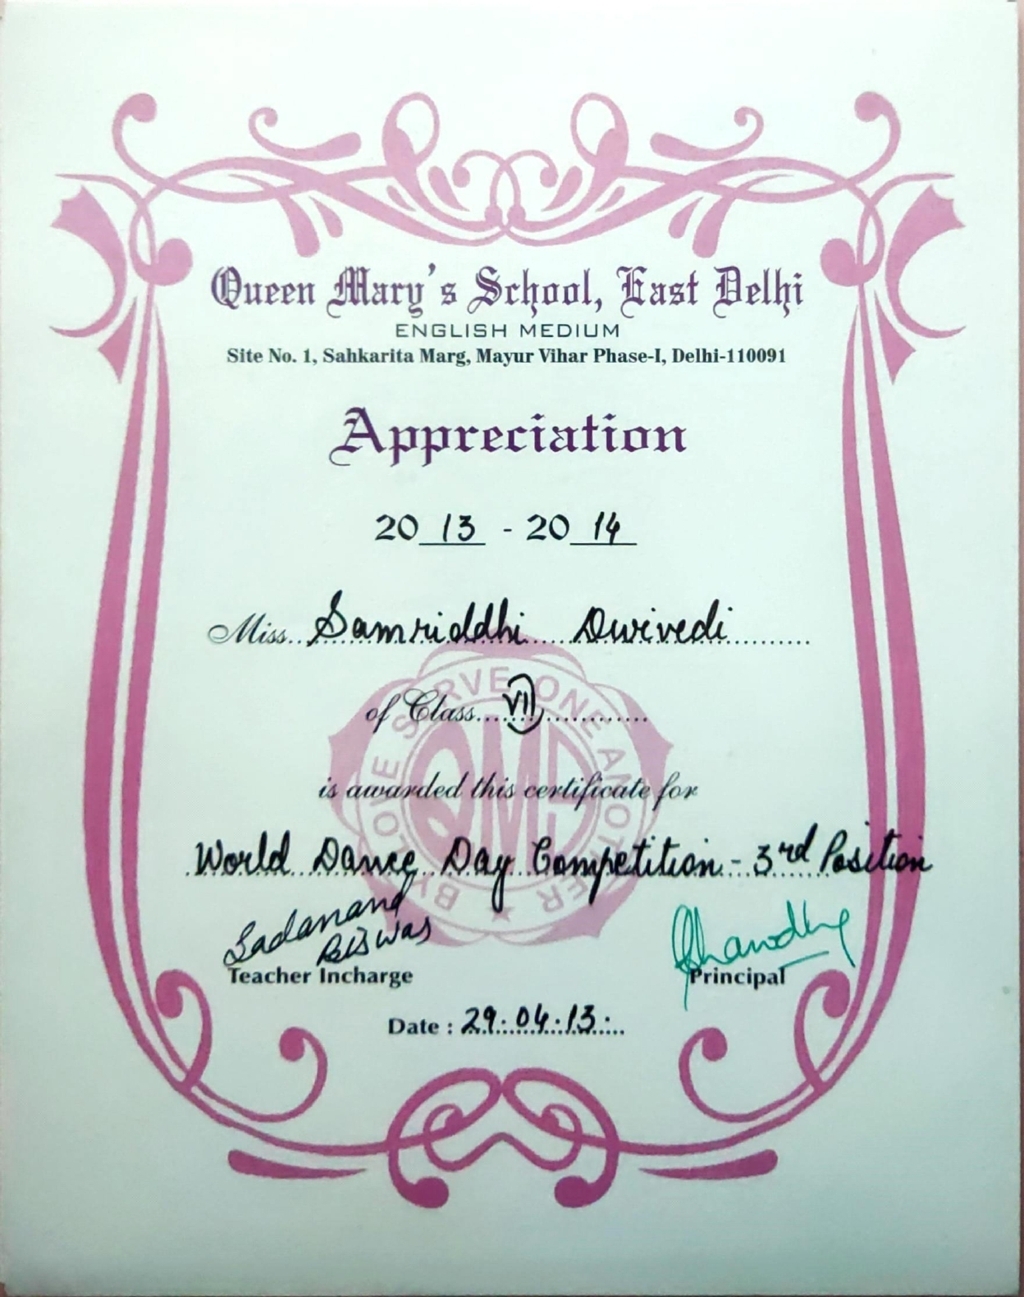 Queen Mary's School, East Delhi
ENGLISH MEDIUM
Site No. 1, Sahkarita Marg, Mayur Vihar Phase-I, Delhi-110091
Appreciation
20 13 - 20 14
Miss Samriddhi Dwivedi
of Class VII
is awarded this certificate for
World Dance Day Competition - 3rd Position
Sadanand
Biswas
Teacher Incharge
Principal
Date : 29.04.13.
BY LOVE SERVE ONE ANOTHER
QMS